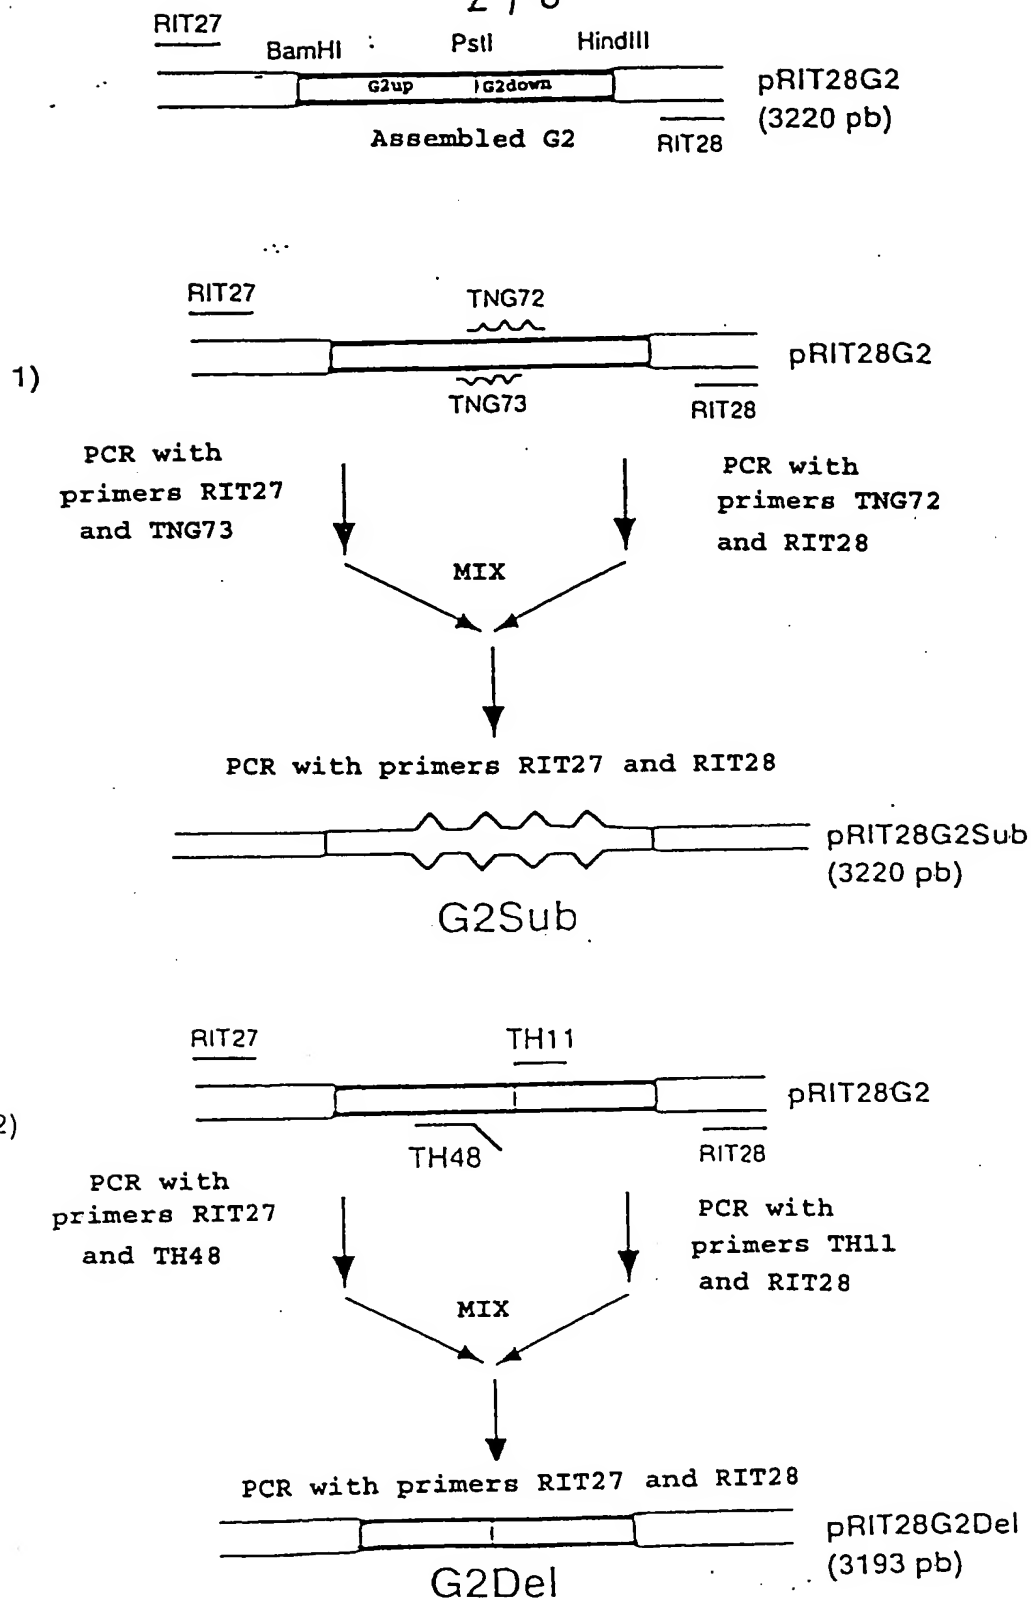 2/8
RIT27
BamHI PstI HindIII
G2up G2down
pRIT28G2
(3220 pb)
Assembled G2
RIT28
1)
RIT27
TNG72
pRIT28G2
TNG73
RIT28
PCR with
primers RIT27
and TNG73
PCR with
primers TNG72
and RIT28
MIX
PCR with primers RIT27 and RIT28
pRIT28G2Sub
(3220 pb)
G2Sub
2)
RIT27
TH11
pRIT28G2
TH48
RIT28
PCR with
primers RIT27
and TH48
PCR with
primers TH11
and RIT28
MIX
PCR with primers RIT27 and RIT28
pRIT28G2Del
(3193 pb)
G2Del